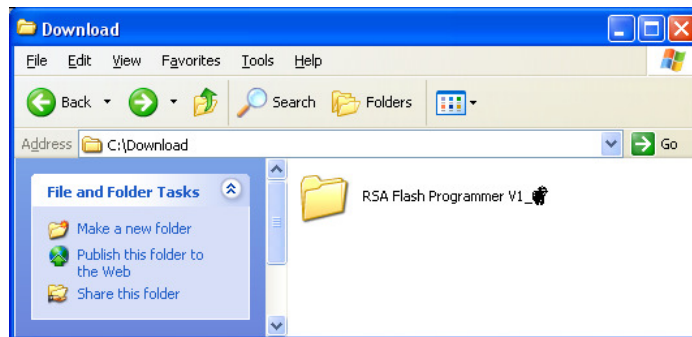 Download
File Edit View Favorites Tools Help
Back Search Folders
Address C:\Download Go
File and Folder Tasks
Make a new folder
Publish this folder to
the Web
Share this folder
RSA Flash Programmer V1_